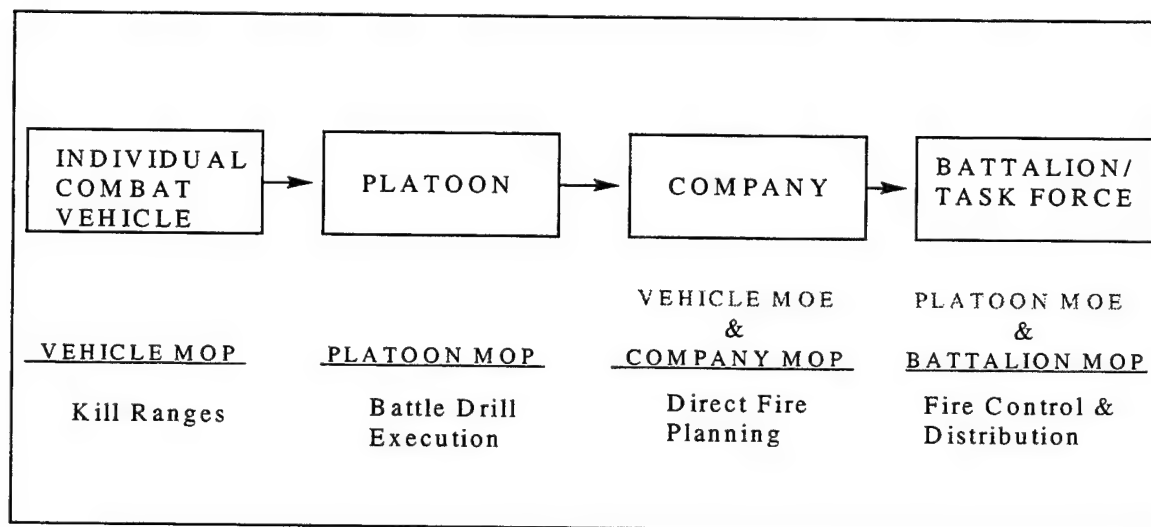 INDIVIDUAL
COMBAT
VEHICLE
PLATOON
COMPANY
BATTALION/
TASK FORCE
VEHICLE MOP
Kill Ranges
PLATOON MOP
Battle Drill
Execution
VEHICLE MOE
&
COMPANY MOP
Direct Fire
Planning
PLATOON MOE
&
BATTALION MOP
Fire Control &
Distribution